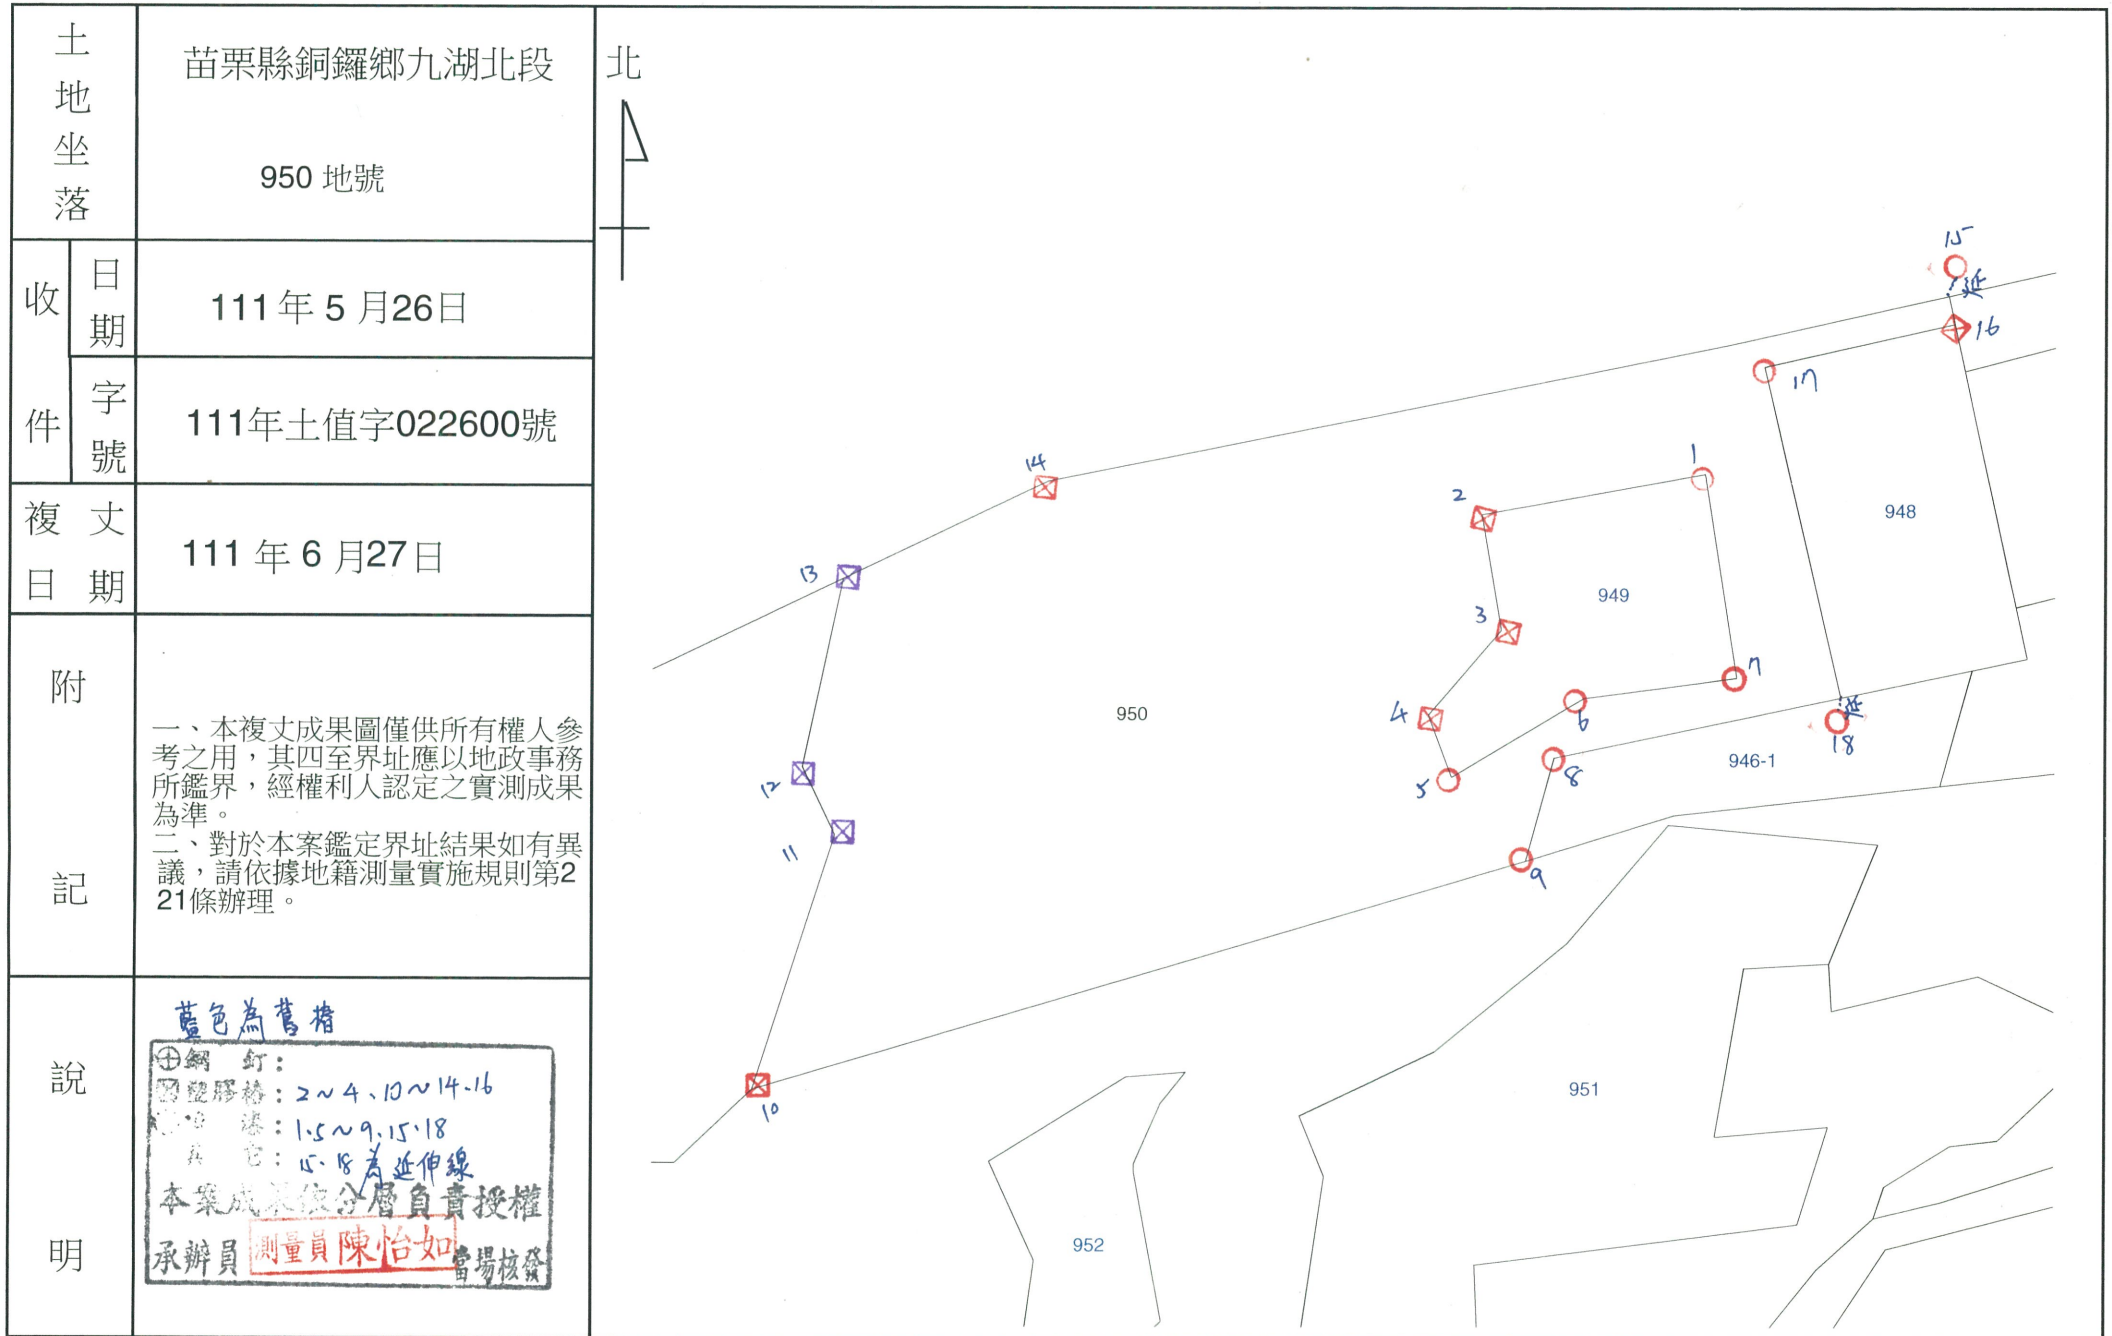 土地坐落
苗栗縣銅鑼鄉九湖北段
950 地號
收件
日期
111 年 5 月26日
字號
111年土值字022600號
複丈日期
111 年 6 月27日
附記
一、本複丈成果圖僅供所有權人參
考之用，其四至界址應以地政事務
所鑑界，經權利人認定之實測成果
為準。
二、對於本案鑑定界址結果如有異
議，請依據地籍測量實施規則第2
21條辦理。
說明
藍色為舊樁
鋼 釘：
塑膠樁：2～4、10～14、16
漆：1、5～9、15、18
其 它：15、18為延伸線
本案成果依分層負責授權
承辦員 測量員陳怡如 當場核發
北
15
延
16
17
14
1
2
948
13
949
3
7
950
4
6
延
18
12
5
8
946-1
11
9
10
951
952